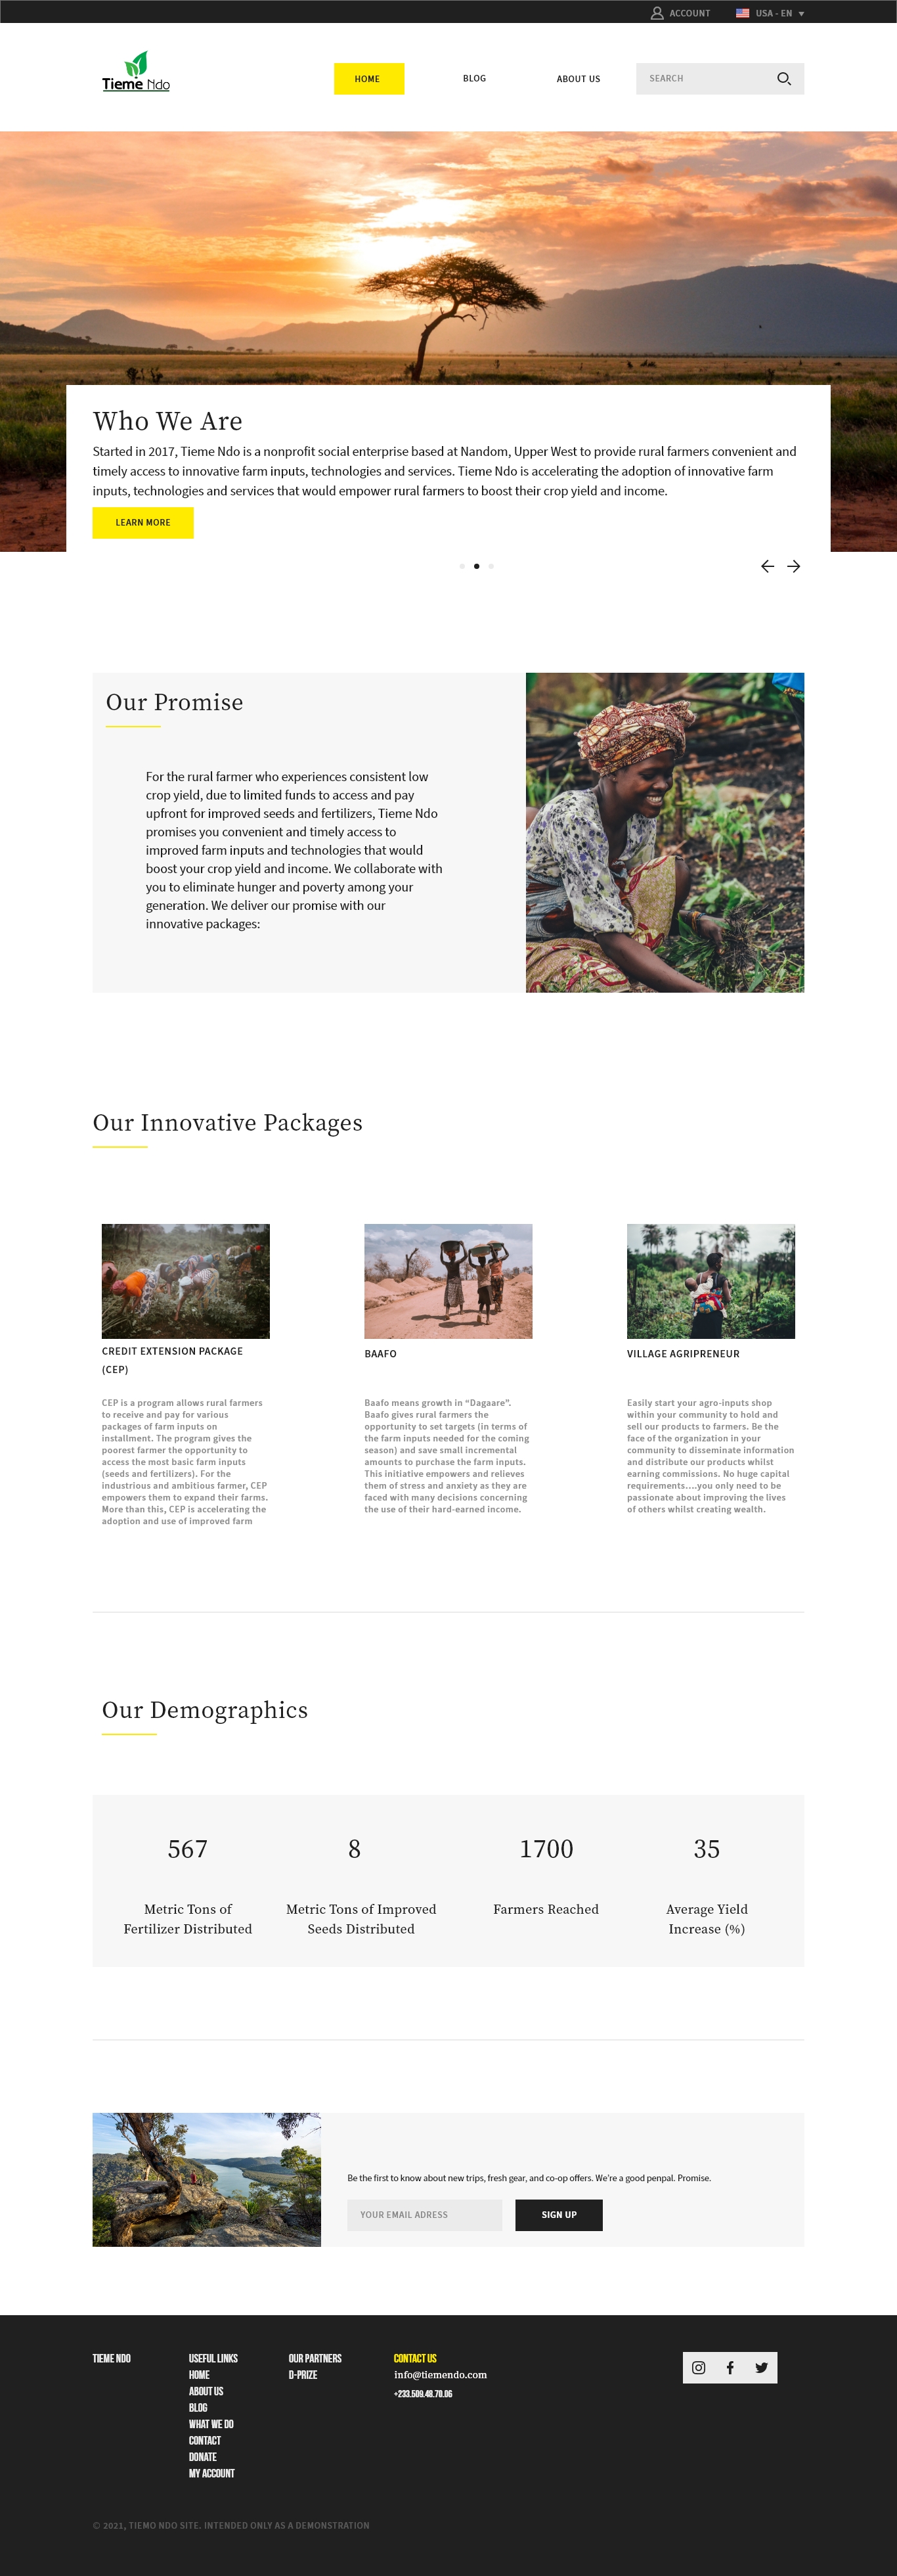 ACCOUNT
USA - EN
Tieme Ndo
HOME
BLOG
ABOUT US
SEARCH
Who We Are
Started in 2017, Tieme Ndo is a nonprofit social enterprise based at Nandom, Upper West to provide rural farmers convenient and
timely access to innovative farm inputs, technologies and services. Tieme Ndo is accelerating the adoption of innovative farm
inputs, technologies and services that would empower rural farmers to boost their crop yield and income.
LEARN MORE
Our Promise
For the rural farmer who experiences consistent low
crop yield, due to limited funds to access and pay
upfront for improved seeds and fertilizers, Tieme Ndo
promises you convenient and timely access to
improved farm inputs and technologies that would
boost your crop yield and income. We collaborate with
you to eliminate hunger and poverty among your
generation. We deliver our promise with our
innovative packages:
Our Innovative Packages
CREDIT EXTENSION PACKAGE
(CEP)
CEP is a program allows rural farmers
to receive and pay for various
packages of farm inputs on
installment. The program gives the
poorest farmer the opportunity to
access the most basic farm inputs
(seeds and fertilizers). For the
industrious and ambitious farmer, CEP
empowers them to expand their farms.
More than this, CEP is accelerating the
adoption and use of improved farm
BAAFO
Baafo means growth in “Dagaare”.
Baafo gives rural farmers the
opportunity to set targets (in terms of
the farm inputs needed for the coming
season) and save small incremental
amounts to purchase the farm inputs.
This initiative empowers and relieves
them of stress and anxiety as they are
faced with many decisions concerning
the use of their hard-earned income.
VILLAGE AGRIPRENEUR
Easily start your agro-inputs shop
within your community to hold and
sell our products to farmers. Be the
face of the organization in your
community to disseminate information
and distribute our products whilst
earning commissions. No huge capital
requirements....you only need to be
passionate about improving the lives
of others whilst creating wealth.
Our Demographics
567
Metric Tons of
Fertilizer Distributed
8
Metric Tons of Improved
Seeds Distributed
1700
Farmers Reached
35
Average Yield
Increase (%)
Be the first to know about new trips, fresh gear, and co-op offers. We’re a good penpal. Promise.
YOUR EMAIL ADRESS
SIGN UP
TIEME NDO
USEFUL LINKS
HOME
ABOUT US
BLOG
WHAT WE DO
CONTACT
DONATE
MY ACCOUNT
OUR PARTNERS
D-PRIZE
CONTACT US
info@tiemendo.com
+233.509.48.70.06
© 2021, TIEMO NDO SITE. INTENDED ONLY AS A DEMONSTRATION